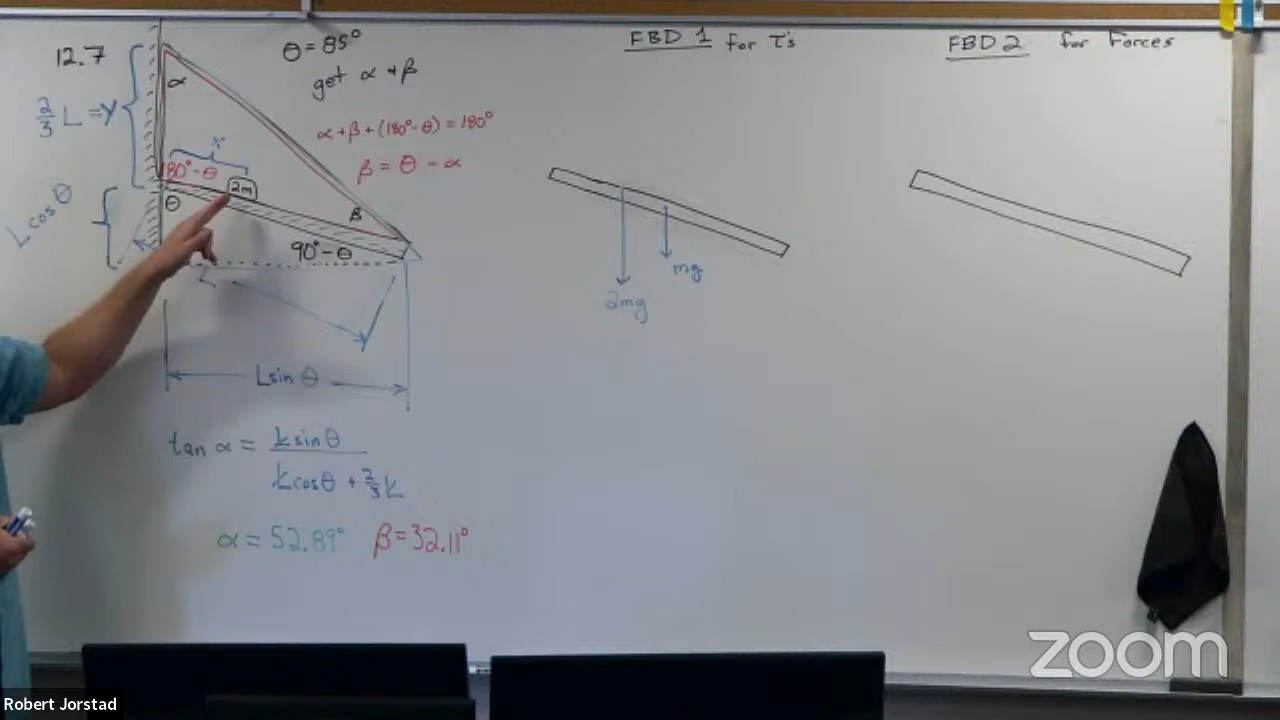 12.7
2/3 L = y
L cos θ
α
x
180° - θ
2m
θ
β
90° - θ
L
L sin θ
θ = 85°
get α + β
α + β + (180° - θ) = 180°
β = θ - α
tan α = L sin θ / L cos θ + 2/3 L
α = 52.89° β = 32.11°
FBD 1 for τ's
mg
2mg
FBD 2 for Forces
zoom
Robert Jorstad